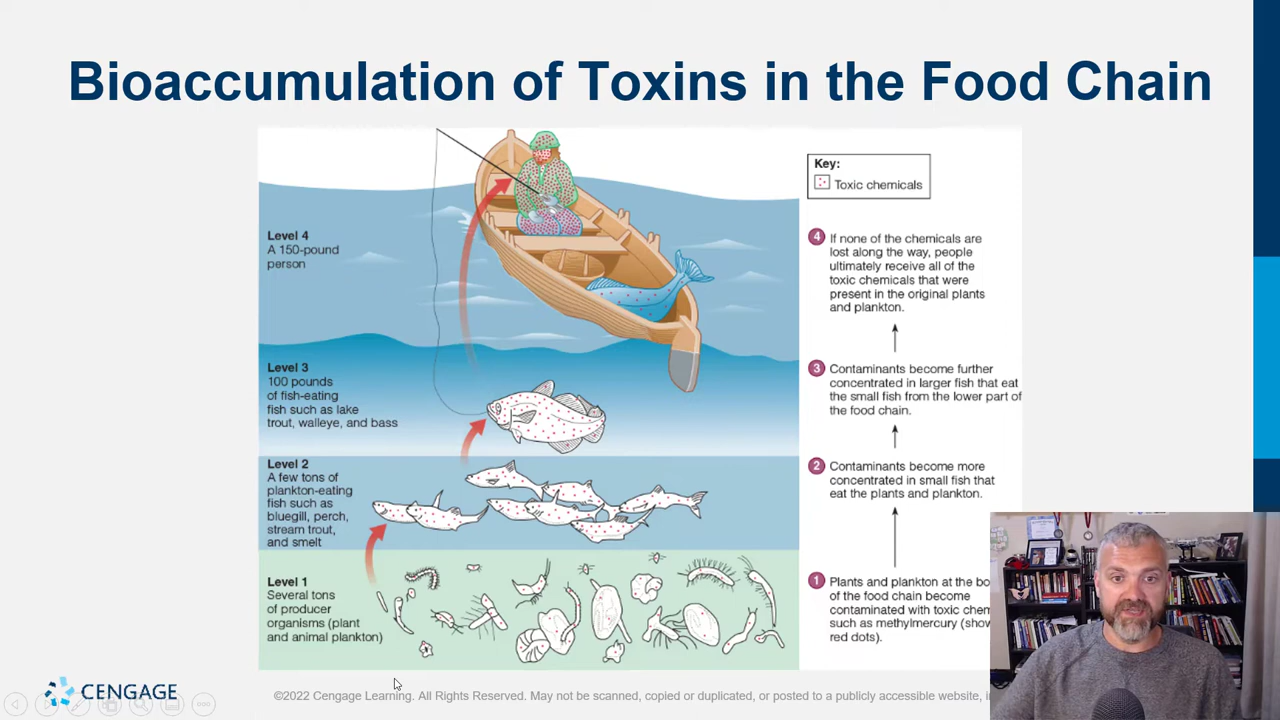 Bioaccumulation of Toxins in the Food Chain
Level 4
A 150-pound
person
Level 3
100 pounds
of fish-eating
fish such as lake
trout, walleye, and bass
Level 2
A few tons of
plankton-eating
fish such as
bluegill, perch,
stream trout,
and smelt
Level 1
Several tons
of producer
organisms (plant
and animal plankton)
Key:
Toxic chemicals
4 If none of the chemicals are
lost along the way, people
ultimately receive all of the
toxic chemicals that were
present in the original plants
and plankton.
3 Contaminants become further
concentrated in larger fish that eat
the small fish from the lower part of
the food chain.
2 Contaminants become more
concentrated in small fish that
eat the plants and plankton.
1 Plants and plankton at the
of the food chain become
contaminated with toxic
such as methylmercury
red dots).
CENGAGE
©2022 Cengage Learning. All Rights Reserved. May not be scanned, copied or duplicated, or posted to a publicly accessible website,